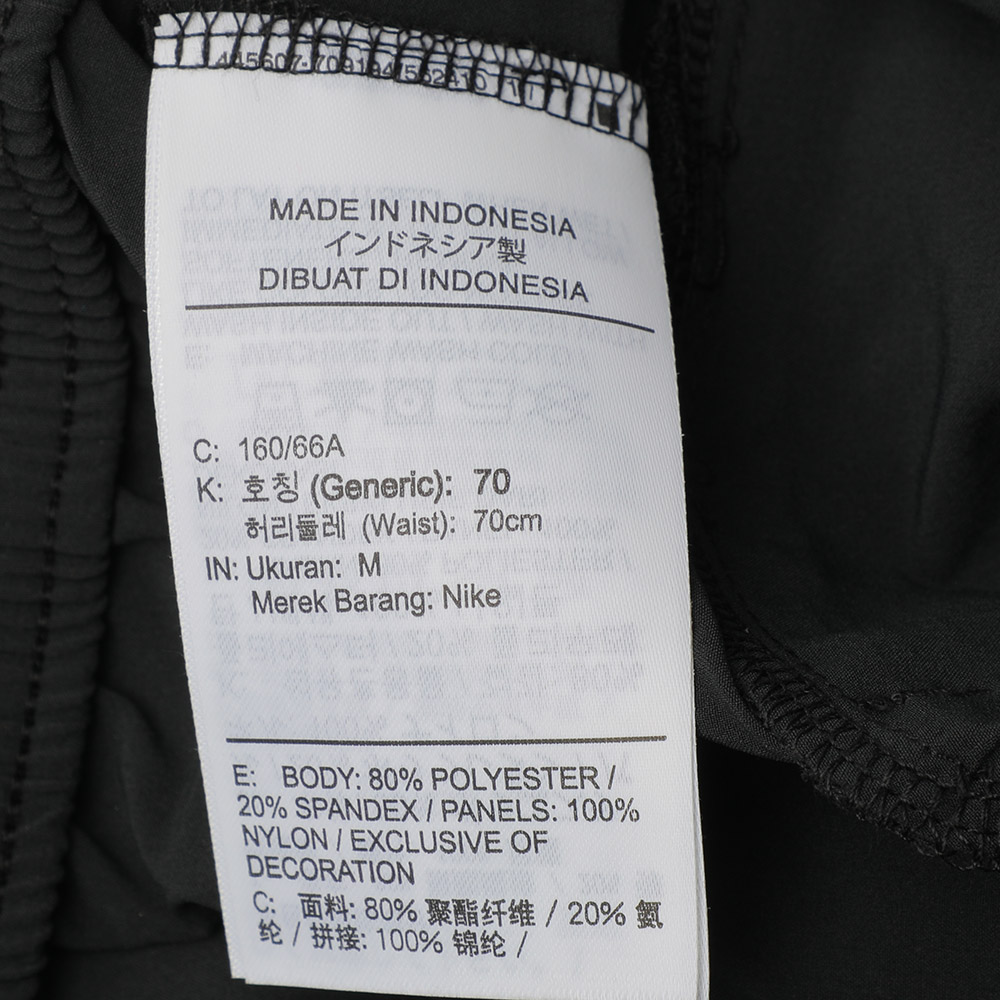 MADE IN INDONESIA
インドネシア製
DIBUAT DI INDONESIA
C: 160/66A
K: 호칭 (Generic): 70
허리둘레 (Waist): 70cm
IN: Ukuran: M
Merek Barang: Nike
E: BODY: 80% POLYESTER /
20% SPANDEX / PANELS: 100%
NYLON / EXCLUSIVE OF
DECORATION
C: 面料: 80% 聚酯纤维 / 20% 氨
纶 / 拼接: 100% 锦纶 /